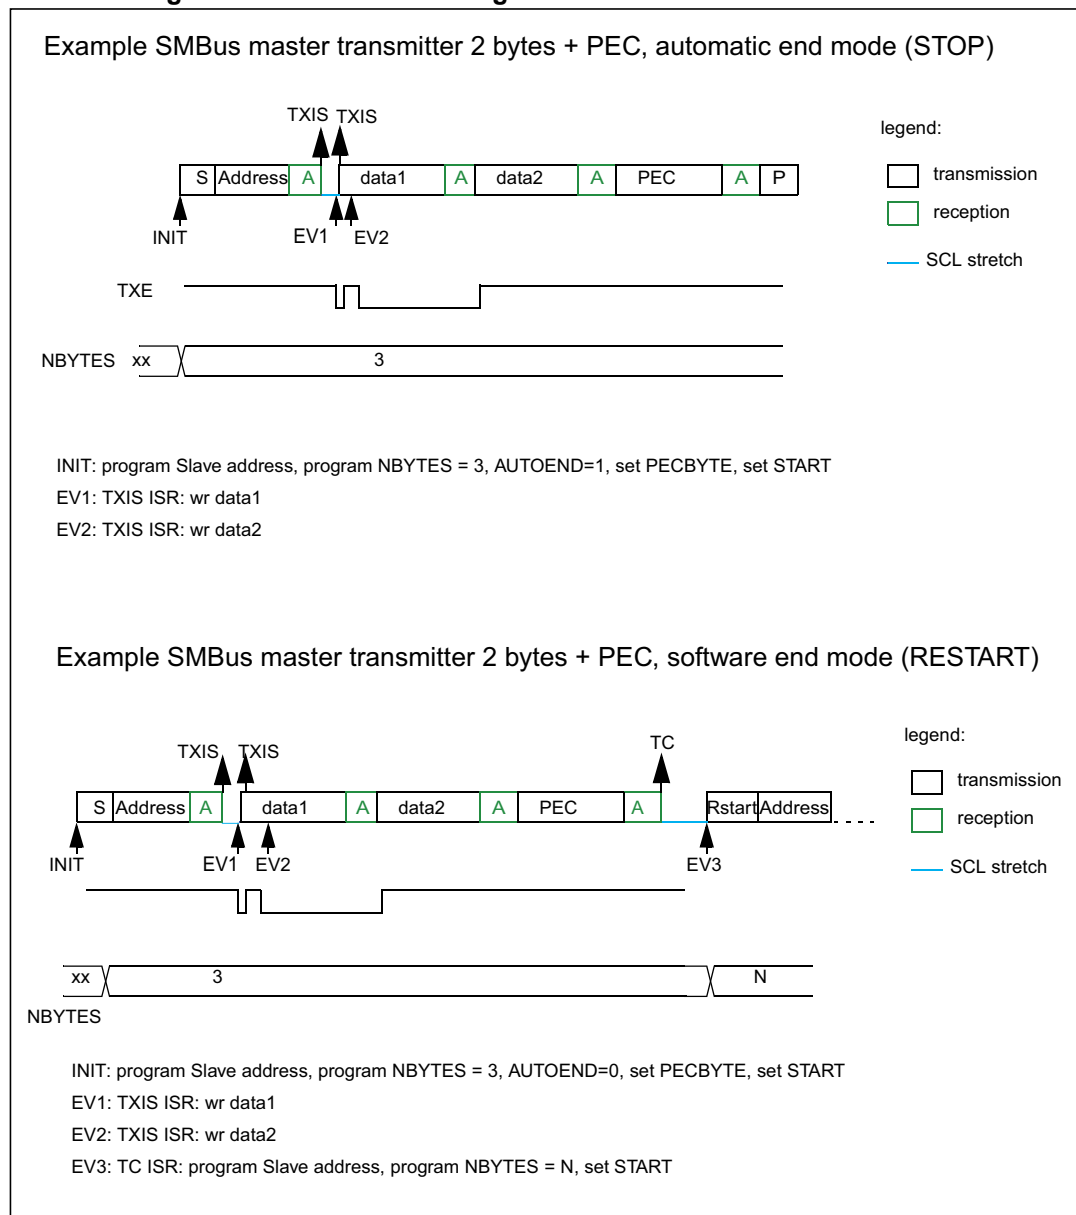 Example SMBus master transmitter 2 bytes + PEC, automatic end mode (STOP)
TXIS TXIS
legend:
S Address A data1 A data2 A PEC A P
transmission
reception
INIT EV1 EV2
SCL stretch
TXE
NBYTES xx 3
INIT: program Slave address, program NBYTES = 3, AUTOEND=1, set PECBYTE, set START
EV1: TXIS ISR: wr data1
EV2: TXIS ISR: wr data2
Example SMBus master transmitter 2 bytes + PEC, software end mode (RESTART)
TXIS TXIS TC
legend:
transmission
S Address A data1 A data2 A PEC A Rstart Address
reception
INIT EV1 EV2 EV3
SCL stretch
xx 3 N
NBYTES
INIT: program Slave address, program NBYTES = 3, AUTOEND=0, set PECBYTE, set START
EV1: TXIS ISR: wr data1
EV2: TXIS ISR: wr data2
EV3: TC ISR: program Slave address, program NBYTES = N, set START